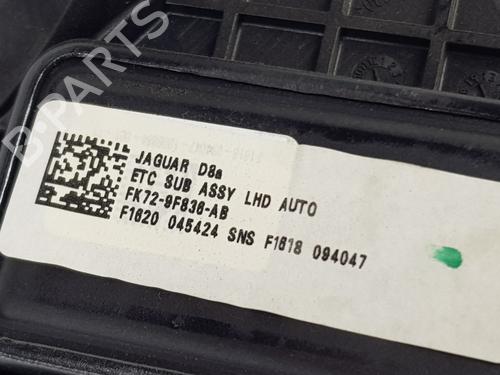 JAGUAR D8a
ETC SUB ASSY LHD AUTO
FK72-9F836-AB
F1620 045424 SNS F1618 094047
B-PARTS